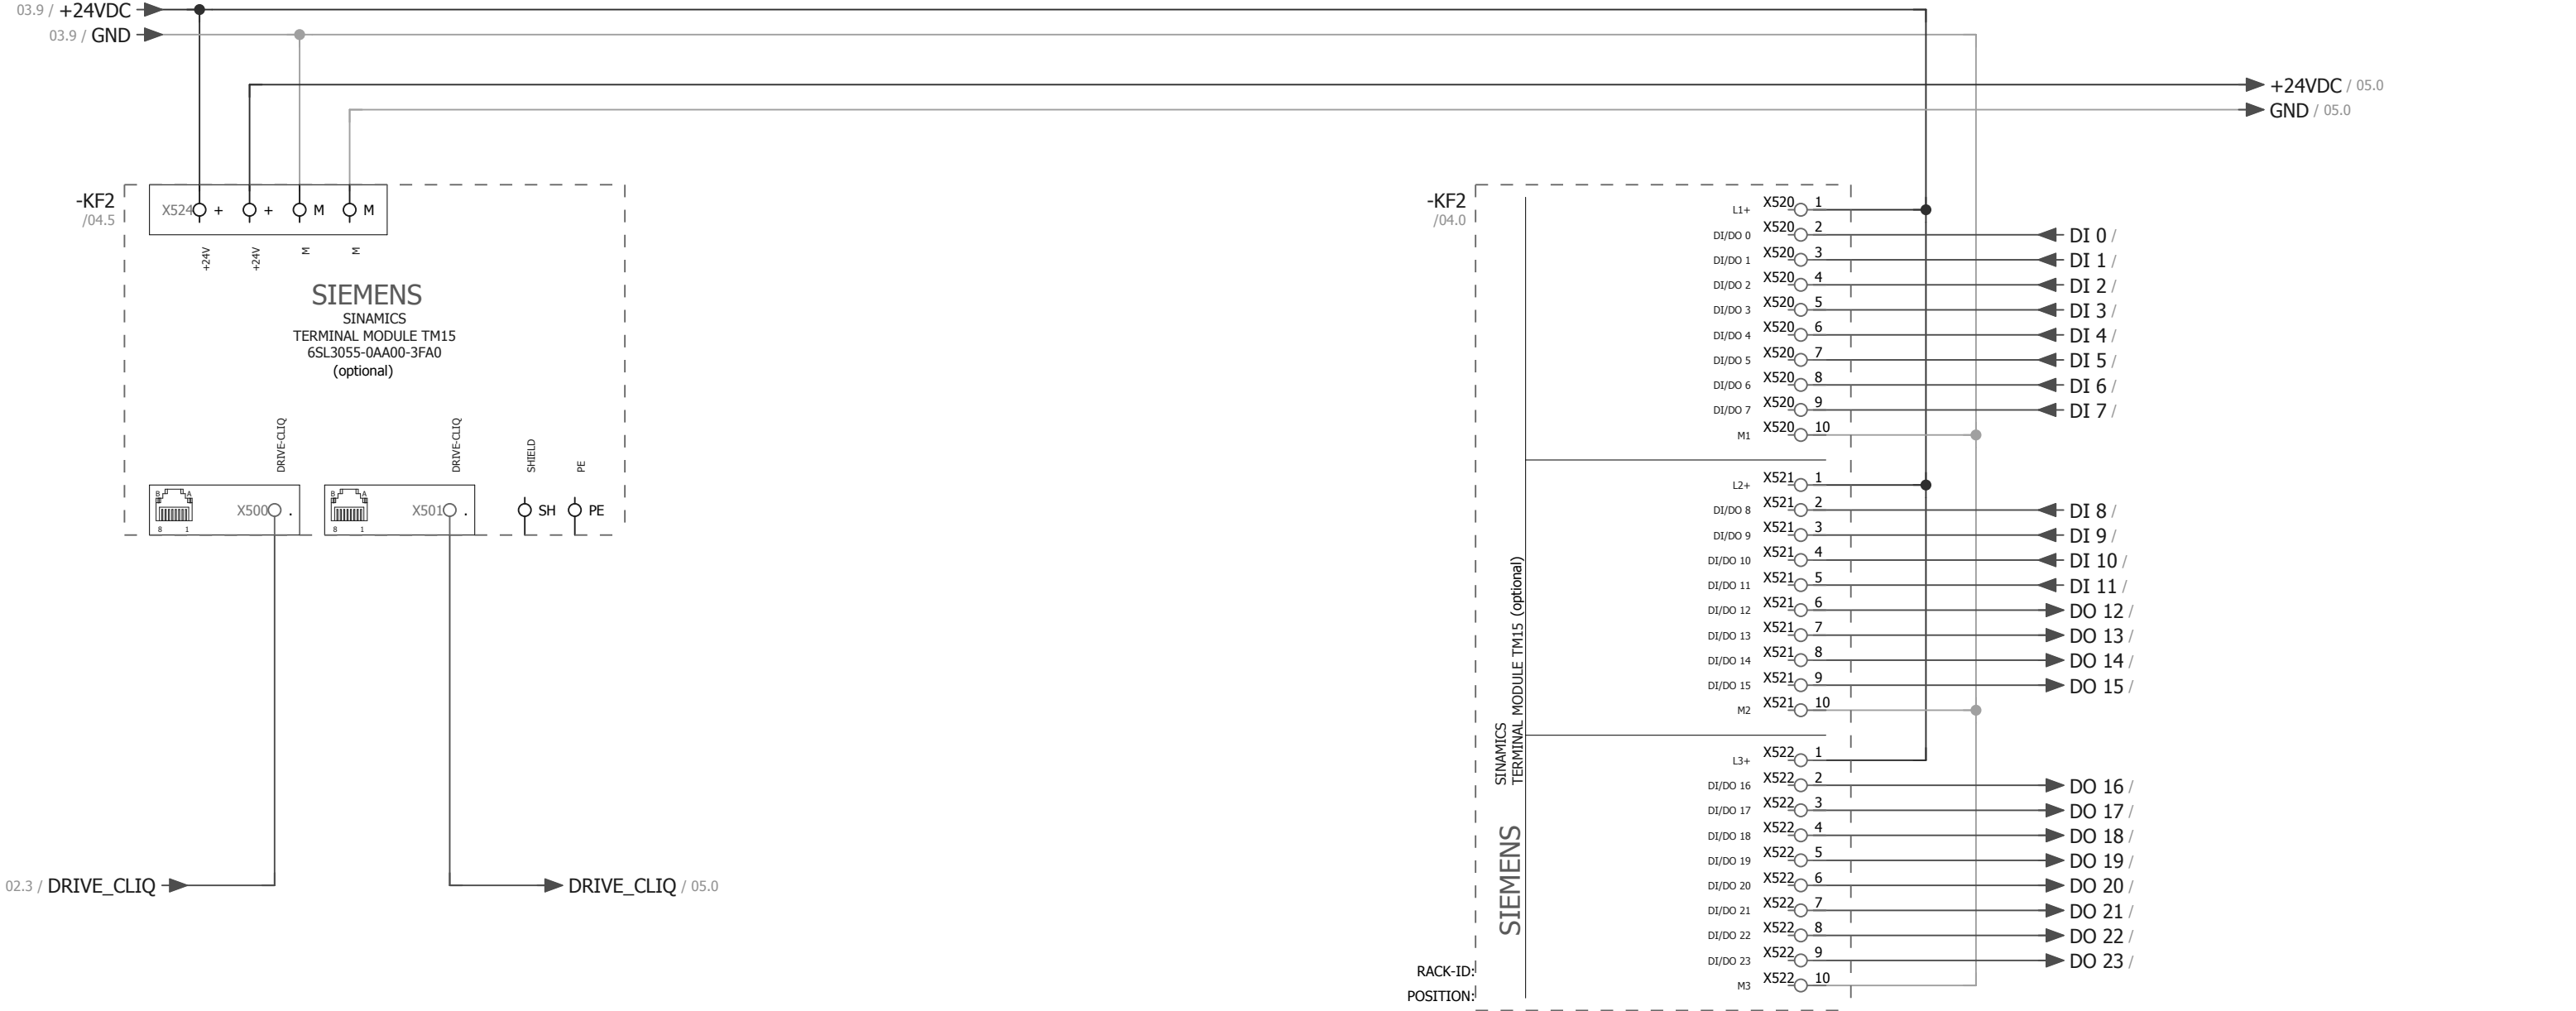 03.9 / +24VDC
03.9 / GND
+24VDC / 05.0
GND / 05.0
-KF2
/04.5
X524 + + M M
+24V
+24V
M
M
SIEMENS
SINAMICS
TERMINAL MODULE TM15
6SL3055-0AA00-3FA0
(optional)
DRIVE-CLIQ
DRIVE-CLIQ
SHIELD
PE
B A
8 1
X500 .
B A
8 1
X501 .
SH
PE
02.3 / DRIVE_CLIQ
DRIVE_CLIQ / 05.0
-KF2
/04.0
SIEMENS
SINAMICS
TERMINAL MODULE TM15 (optional)
RACK-ID:
POSITION:
L1+ X520 1
DI/DO 0 X520 2 DI 0 /
DI/DO 1 X520 3 DI 1 /
DI/DO 2 X520 4 DI 2 /
DI/DO 3 X520 5 DI 3 /
DI/DO 4 X520 6 DI 4 /
DI/DO 5 X520 7 DI 5 /
DI/DO 6 X520 8 DI 6 /
DI/DO 7 X520 9 DI 7 /
M1 X520 10
L2+ X521 1
DI/DO 8 X521 2 DI 8 /
DI/DO 9 X521 3 DI 9 /
DI/DO 10 X521 4 DI 10 /
DI/DO 11 X521 5 DI 11 /
DI/DO 12 X521 6 DO 12 /
DI/DO 13 X521 7 DO 13 /
DI/DO 14 X521 8 DO 14 /
DI/DO 15 X521 9 DO 15 /
M2 X521 10
L3+ X522 1
DI/DO 16 X522 2 DO 16 /
DI/DO 17 X522 3 DO 17 /
DI/DO 18 X522 4 DO 18 /
DI/DO 19 X522 5 DO 19 /
DI/DO 20 X522 6 DO 20 /
DI/DO 21 X522 7 DO 21 /
DI/DO 22 X522 8 DO 22 /
DI/DO 23 X522 9 DO 23 /
M3 X522 10